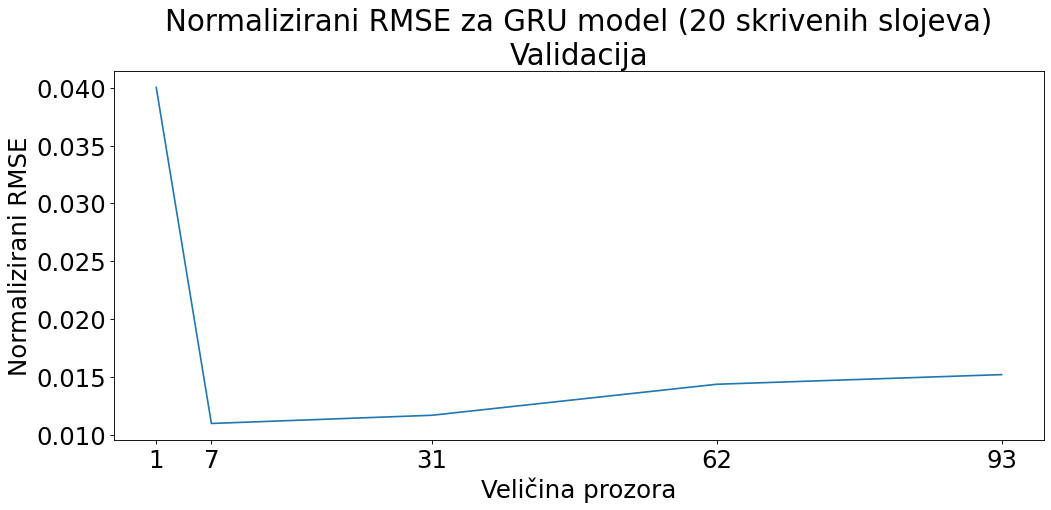 Normalizirani RMSE za GRU model (20 skrivenih slojeva)
Validacija
Normalizirani RMSE
0.040
0.035
0.030
0.025
0.020
0.015
0.010
1 7 31 62 93
Veličina prozora